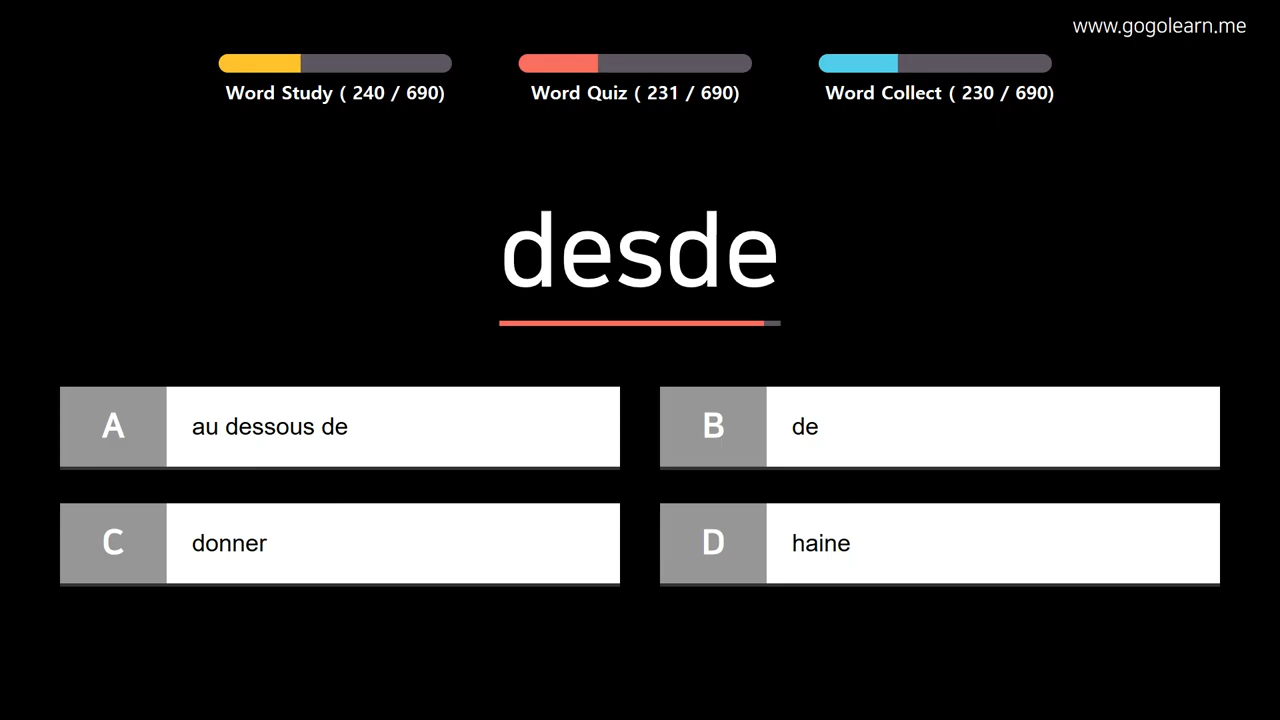 www.gogolearn.me
Word Study ( 240 / 690)
Word Quiz ( 231 / 690)
Word Collect ( 230 / 690)
desde
A
au dessous de
B
de
C
donner
D
haine